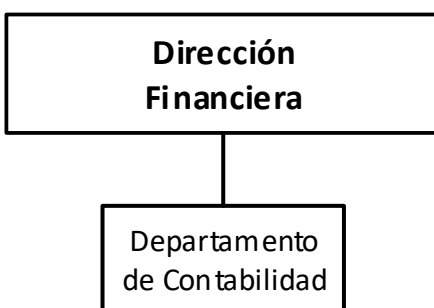 Dirección
Financiera
Departamento
de Contabilidad